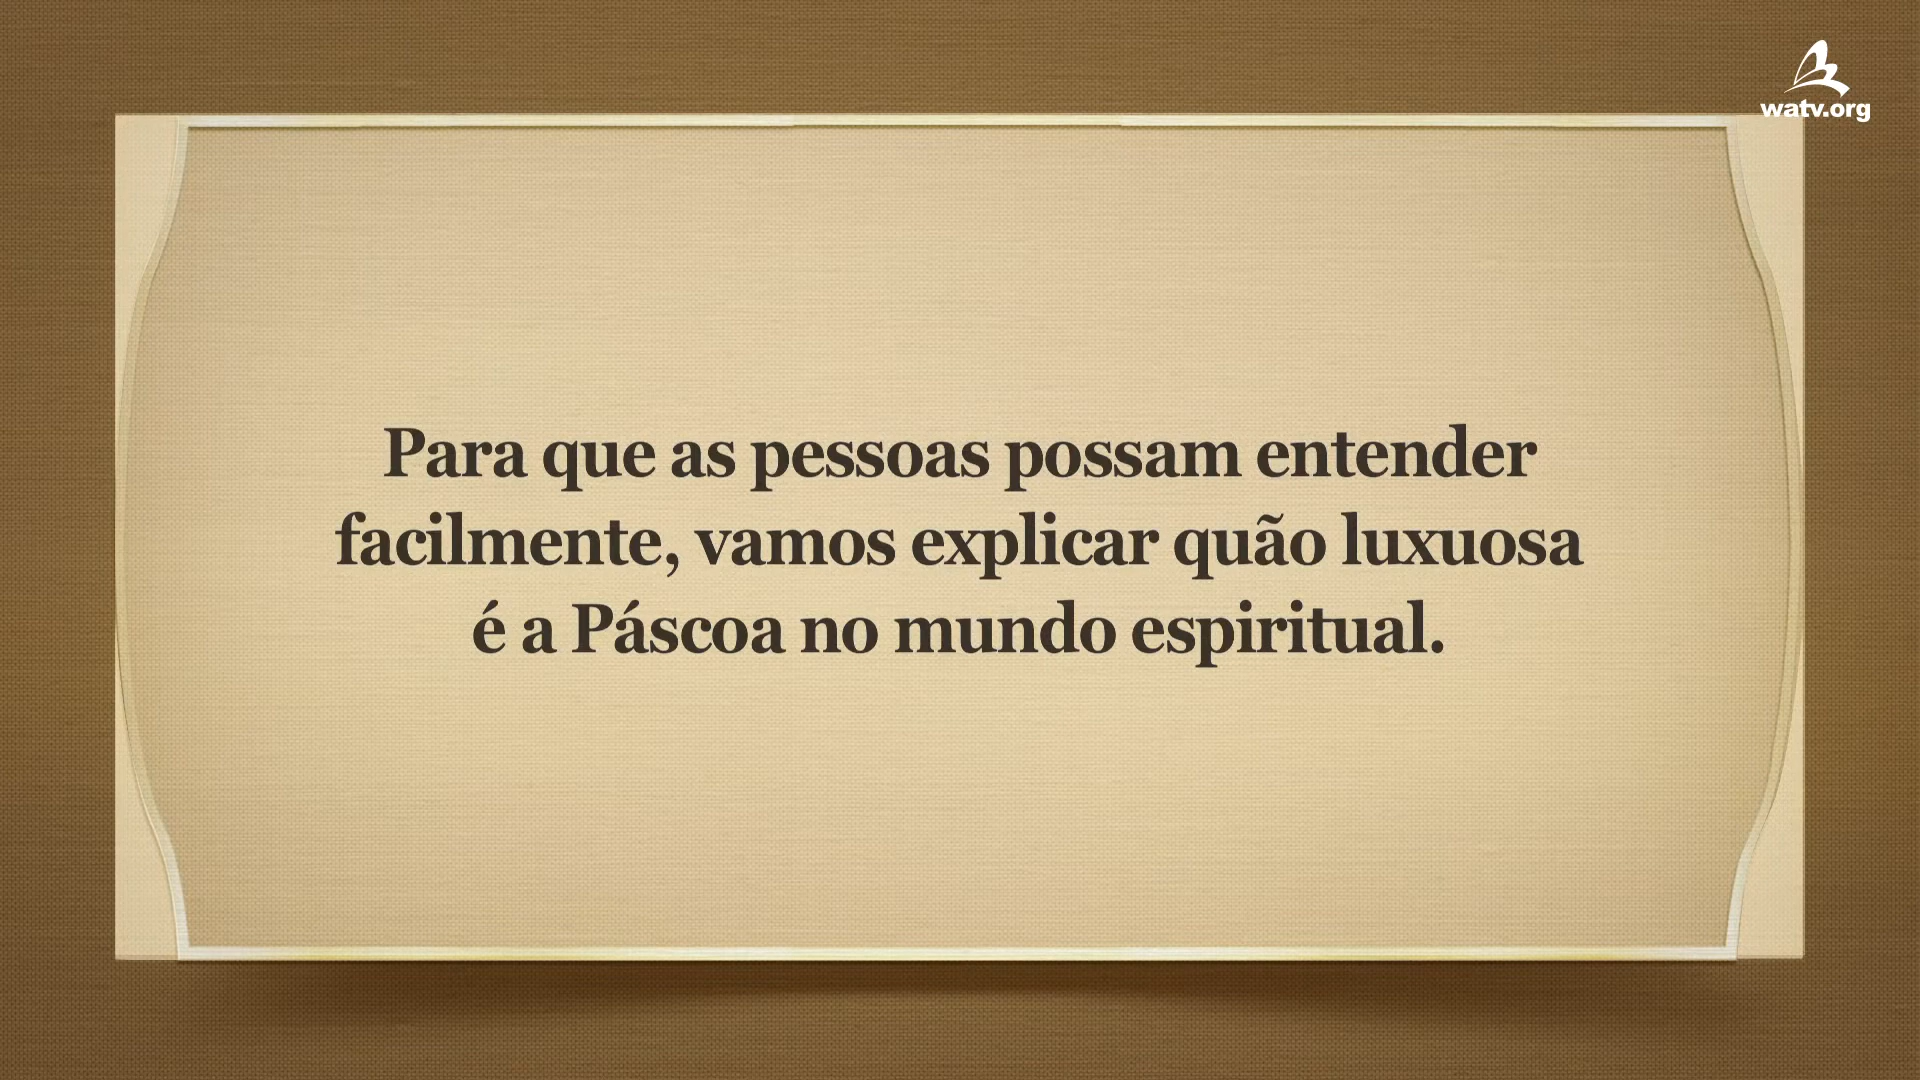 watv.org
Para que as pessoas possam entender
facilmente, vamos explicar quão luxuosa
é a Páscoa no mundo espiritual.